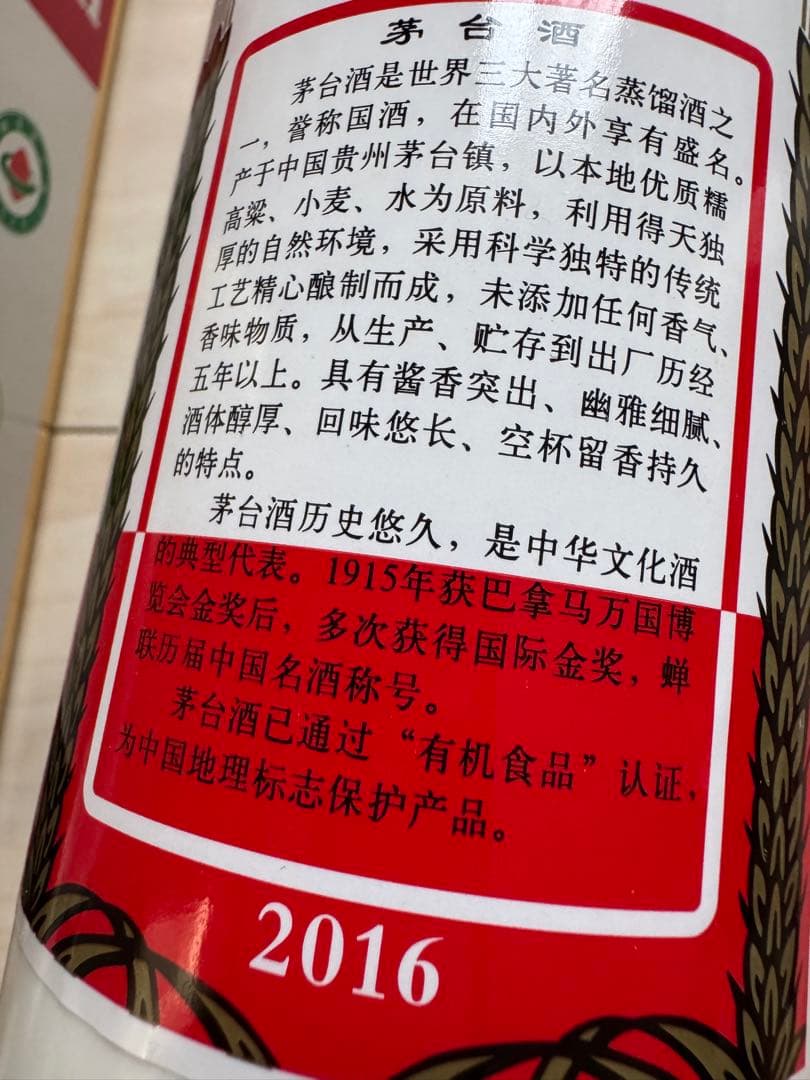 茅台酒
茅台酒是世界三大著名蒸馏酒之
一，誉称国酒，在国内外享有盛名。
产于中国贵州茅台镇，以本地优质糯
高粱、小麦、水为原料，利用得天独
厚的自然环境，采用科学独特的传统
工艺精心酿制而成，未添加任何香气、
香味物质，从生产、贮存到出厂历经
五年以上。具有酱香突出、幽雅细腻、
酒体醇厚、回味悠长、空杯留香持久
的特点。
茅台酒历史悠久，是中华文化酒
的典型代表。1915年获巴拿马万国博
览会金奖后，多次获得国际金奖，蝉
联历届中国名酒称号。
茅台酒已通过“有机食品”认证，
为中国地理标志保护产品。
2016